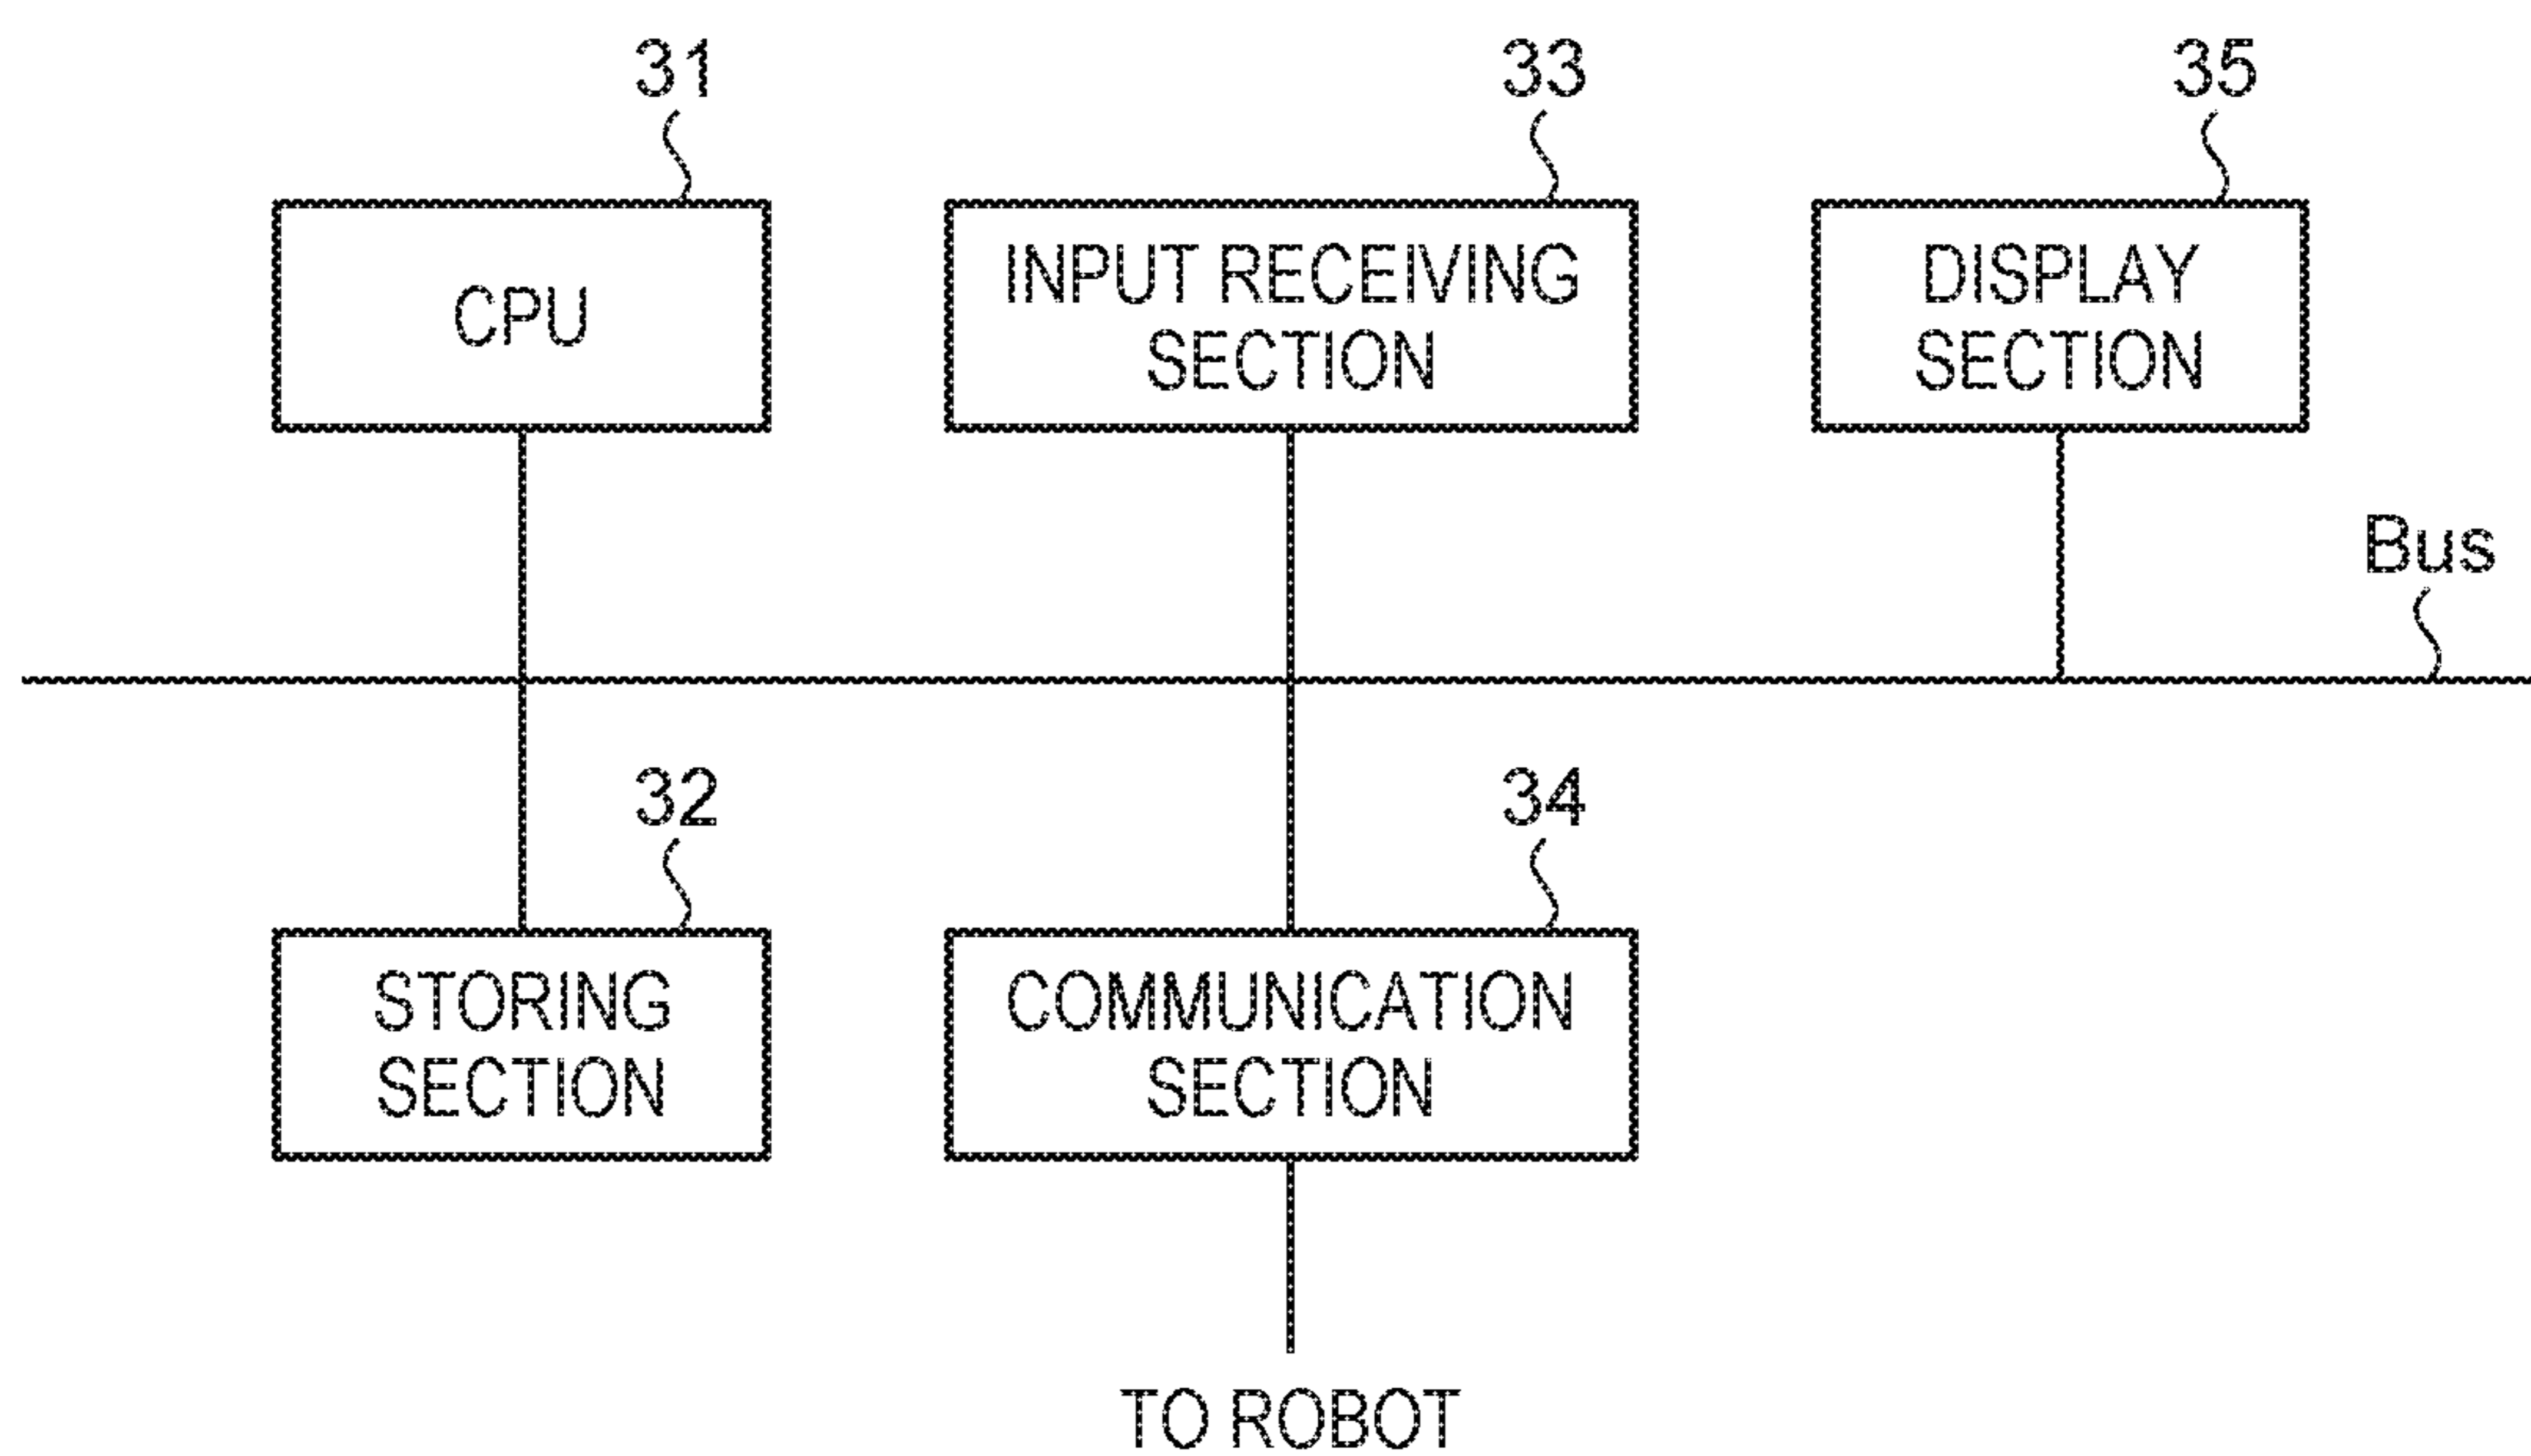 31
33
35
CPU
INPUT RECEIVING
SECTION
DISPLAY
SECTION
Bus
32
34
STORING
SECTION
COMMUNICATION
SECTION
TO ROBOT